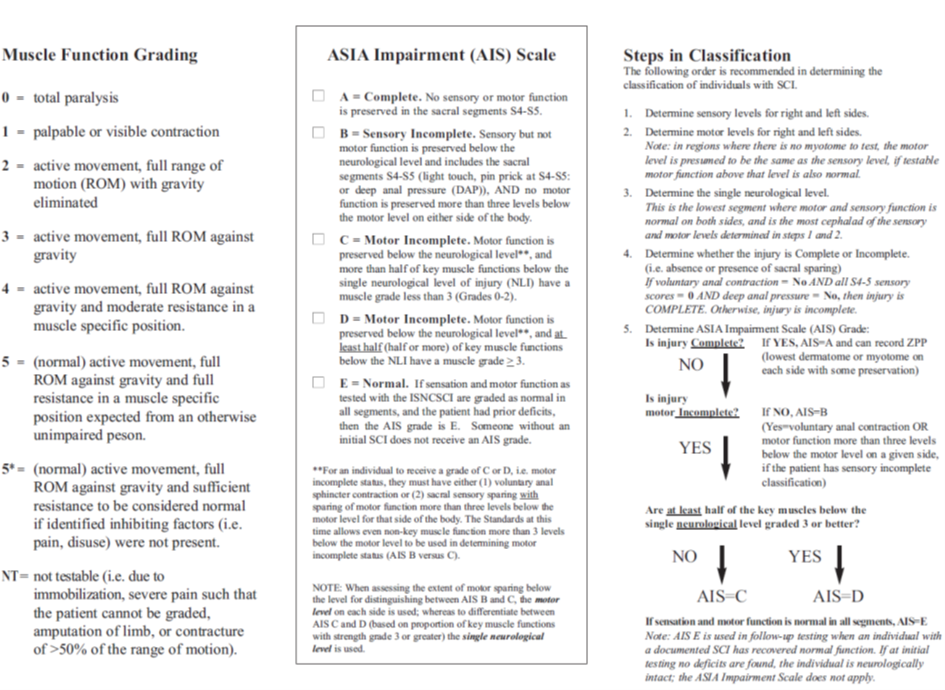 Muscle Function Grading
0 = total paralysis
1 = palpable or visible contraction
2 = active movement, full range of
motion (ROM) with gravity
eliminated
3 = active movement, full ROM against
gravity
4 = active movement, full ROM against
gravity and moderate resistance in a
muscle specific position.
5 = (normal) active movement, full
ROM against gravity and full
resistance in a muscle specific
position expected from an otherwise
unimpaired peson.
5* = (normal) active movement, full
ROM against gravity and sufficient
resistance to be considered normal
if identified inhibiting factors (i.e.
pain, disuse) were not present.
NT= not testable (i.e. due to
immobilization, severe pain such that
the patient cannot be graded,
amputation of limb, or contracture
of >50% of the range of motion).
ASIA Impairment (AIS) Scale
A = Complete. No sensory or motor function
is preserved in the sacral segments S4-S5.
B = Sensory Incomplete. Sensory but not
motor function is preserved below the
neurological level and includes the sacral
segments S4-S5 (light touch, pin prick at S4-S5:
or deep anal pressure (DAP)), AND no motor
function is preserved more than three levels below
the motor level on either side of the body.
C = Motor Incomplete. Motor function is
preserved below the neurological level**, and
more than half of key muscle functions below the
single neurological level of injury (NLI) have a
muscle grade less than 3 (Grades 0-2).
D = Motor Incomplete. Motor function is
preserved below the neurological level**, and at
least half (half or more) of key muscle functions
below the NLI have a muscle grade ≥ 3.
E = Normal. If sensation and motor function as
tested with the ISNCSCI are graded as normal in
all segments, and the patient had prior deficits,
then the AIS grade is E. Someone without an
initial SCI does not receive an AIS grade.
**For an individual to receive a grade of C or D, i.e. motor
incomplete status, they must have either (1) voluntary anal
sphincter contraction or (2) sacral sensory sparing with
sparing of motor function more than three levels below the
motor level for that side of the body. The Standards at this
time allows even non-key muscle function more than 3 levels
below the motor level to be used in determining motor
incomplete status (AIS B versus C).
NOTE: When assessing the extent of motor sparing below
the level for distinguishing between AIS B and C, the motor
level on each side is used; whereas to differentiate between
AIS C and D (based on proportion of key muscle functions
with strength grade 3 or greater) the single neurological
level is used.
Steps in Classification
The following order is recommended in determining the
classification of individuals with SCI.
1. Determine sensory levels for right and left sides.
2. Determine motor levels for right and left sides.
Note: in regions where there is no myotome to test, the motor
level is presumed to be the same as the sensory level, if testable
motor function above that level is also normal.
3. Determine the single neurological level.
This is the lowest segment where motor and sensory function is
normal on both sides, and is the most cephalad of the sensory
and motor levels determined in steps 1 and 2.
4. Determine whether the injury is Complete or Incomplete.
(i.e. absence or presence of sacral sparing)
If voluntary anal contraction = No AND all S4-5 sensory
scores = 0 AND deep anal pressure = No, then injury is
COMPLETE. Otherwise, injury is incomplete.
5. Determine ASIA Impairment Scale (AIS) Grade:
Is injury Complete? If YES, AIS=A and can record ZPP
NO (lowest dermatome or myotome on
each side with some preservation)
Is injury
motor Incomplete? If NO, AIS=B
YES (Yes=voluntary anal contraction OR
motor function more than three levels
below the motor level on a given side,
if the patient has sensory incomplete
classification)
Are at least half of the key muscles below the
single neurological level graded 3 or better?
NO YES
AIS=C AIS=D
If sensation and motor function is normal in all segments, AIS=E
Note: AIS E is used in follow-up testing when an individual with
a documented SCI has recovered normal function. If at initial
testing no deficits are found, the individual is neurologically
intact; the ASIA Impairment Scale does not apply.